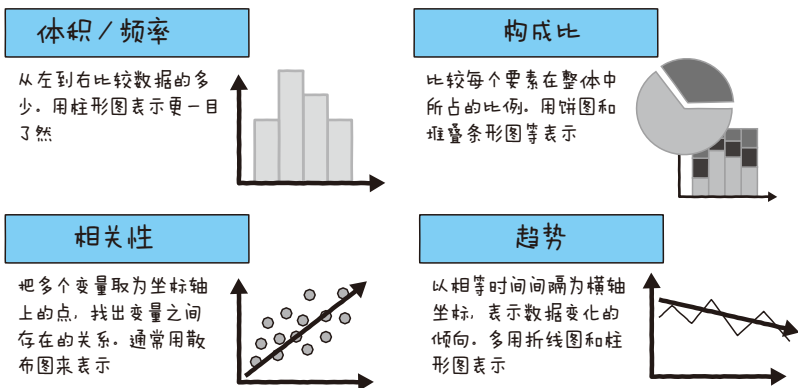 体积／频率
从左到右比较数据的多
少．用柱形图表示更一目
了然
构成比
比较每个要素在整体中
所占的比例．用饼图和
堆叠条形图等表示
相关性
把多个变量取为坐标轴
上的点，找出变量之间
存在的关系．通常用散
布图来表示
趋势
以相等时间间隔为横轴
坐标，表示数据变化的
倾向．多用折线图和柱
形图表示